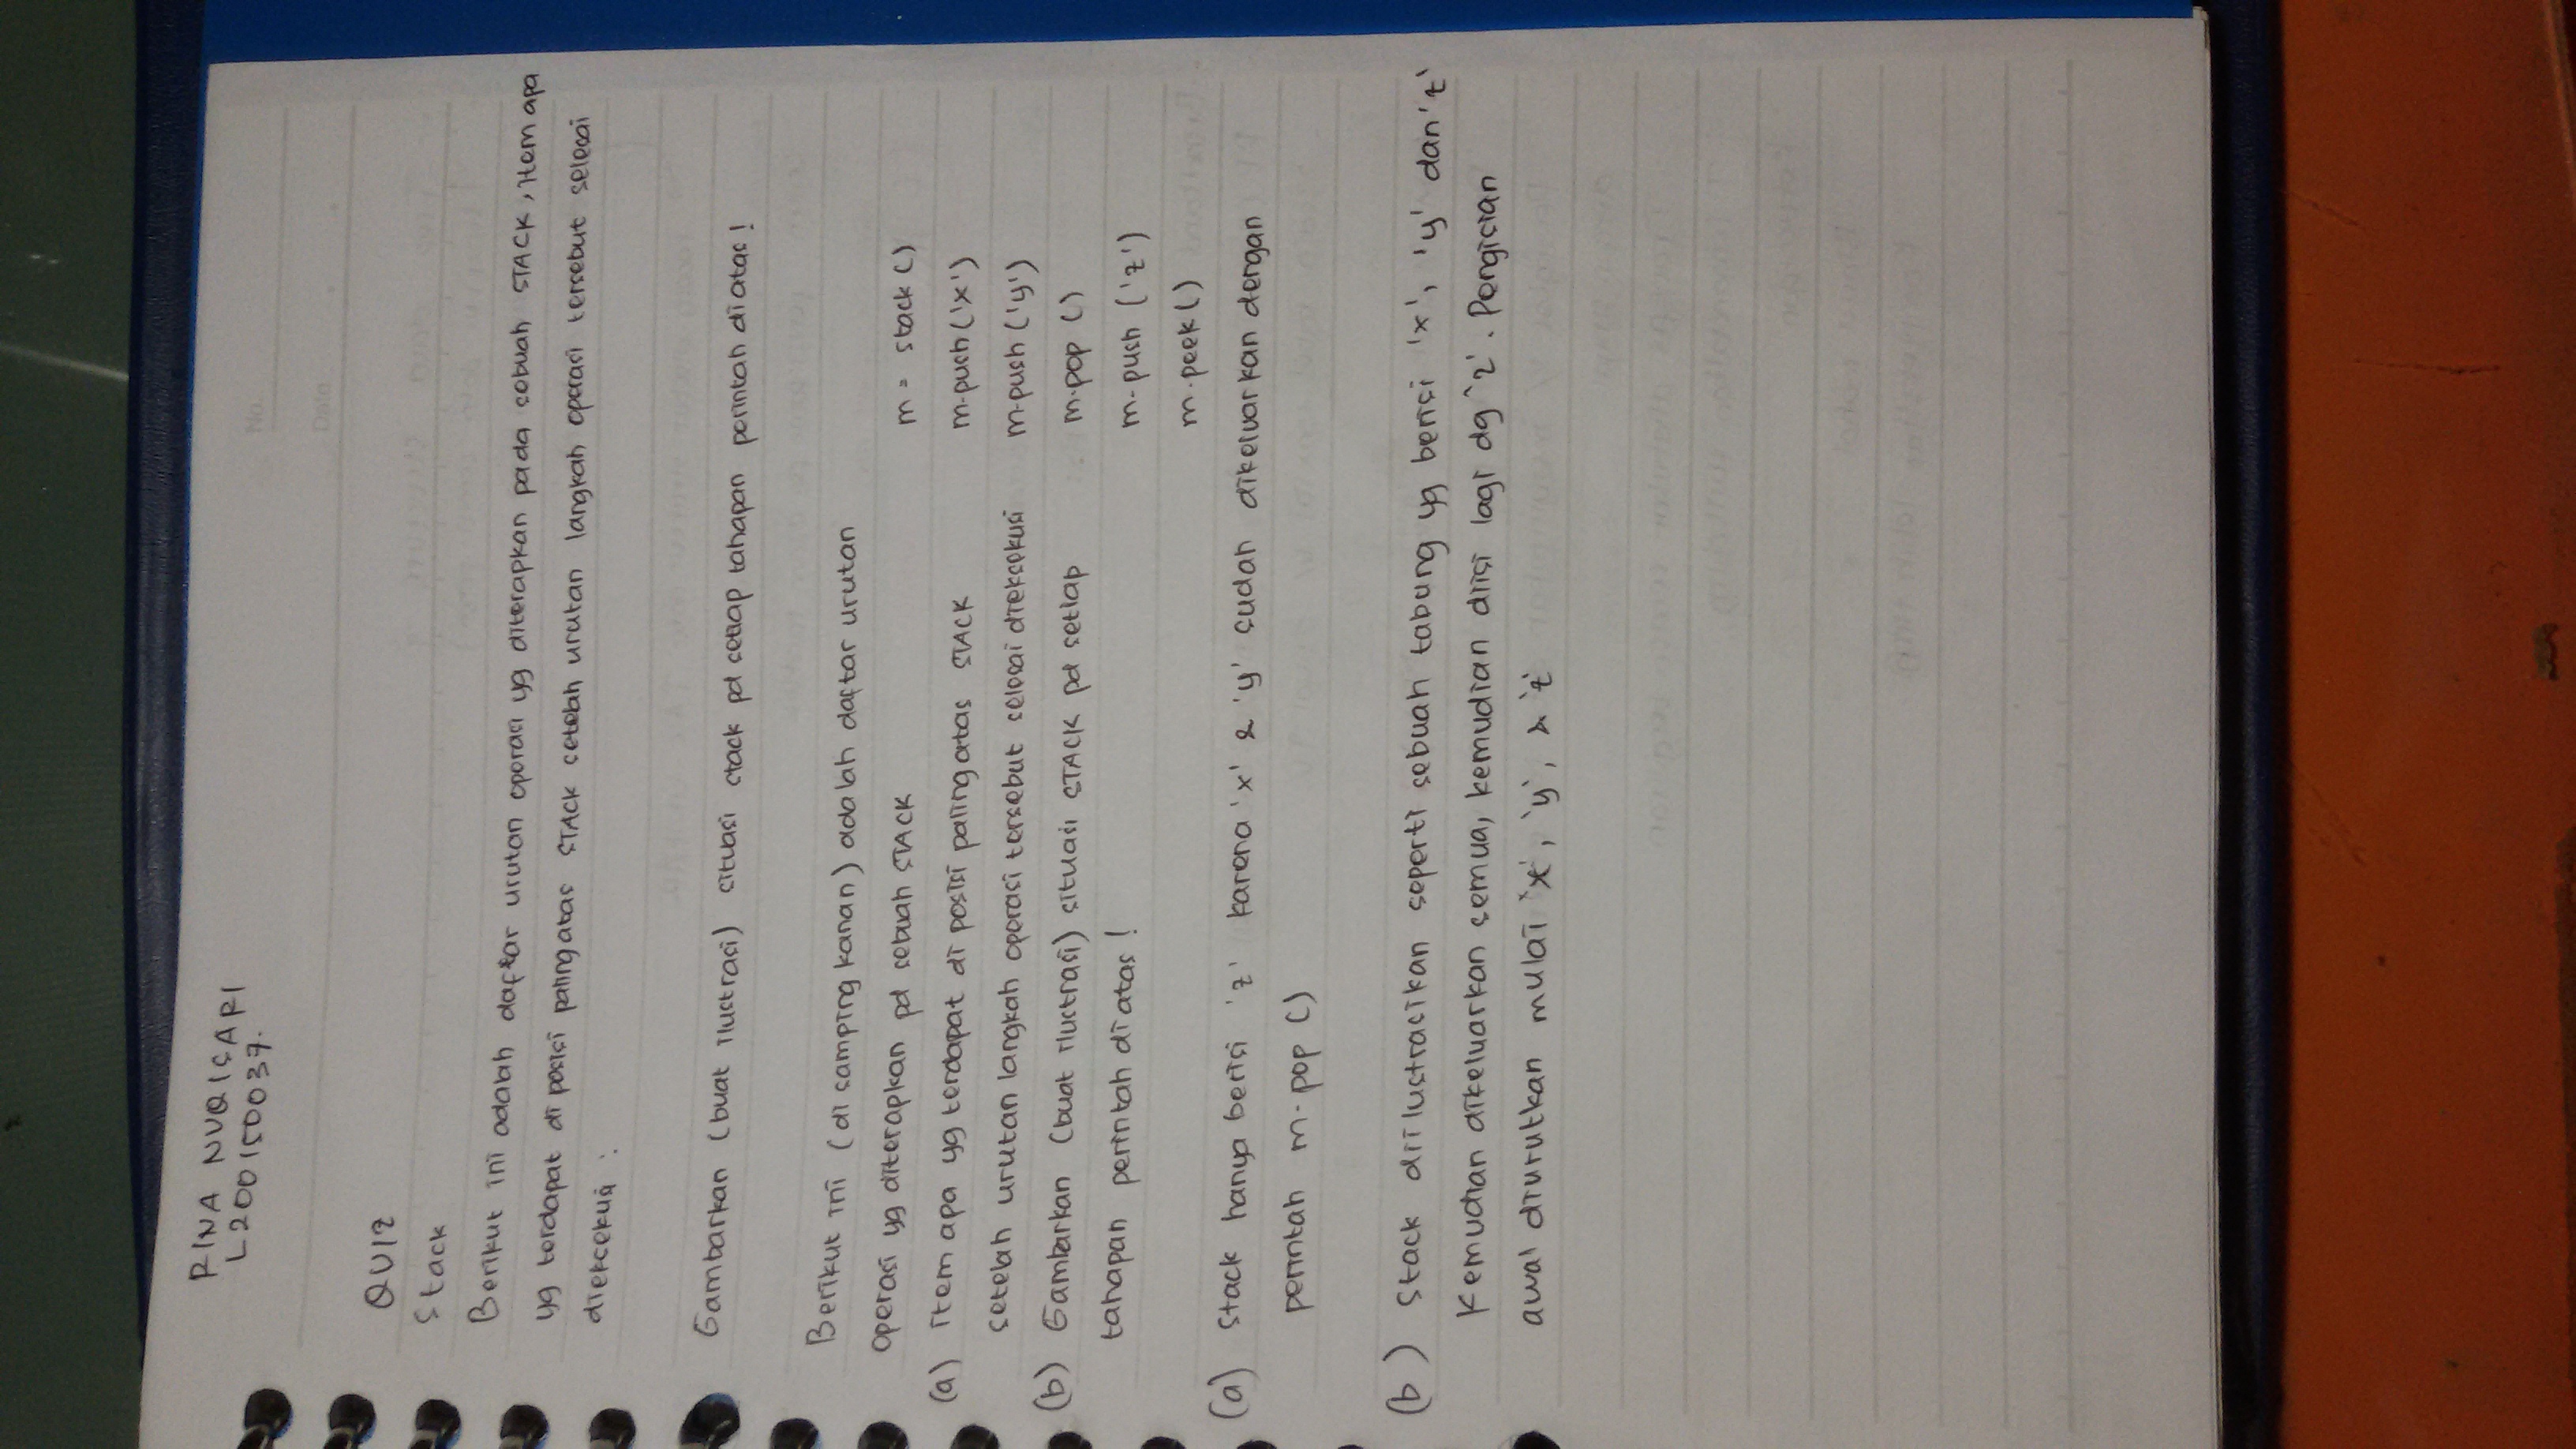 RINA NURISARI
L200150037.
No.
Date
QUIZ
Stack
Berikut ini adalah daftar urutan operasi yg diterapkan pada sebuah STACK, Item apa
yg terdapat di posisi paling atas STACK setelah urutan langkah operasi tersebut selesai
dieksekusi :
Gambarkan (buat ilustrasi) situasi stack pd setiap tahapan perintah di atas !
Berikut ini (di samping kanan) adalah daftar urutan
operasi yg diterapkan pd sebuah STACK
m = stack ()
(a) item apa yg terdapat di posisi paling atas STACK
m.push ('x')
setelah urutan langkah operasi tersebut selesai dieksekusi
m.push ('y')
(b) Gambarkan (buat ilustrasi) situasi STACK pd setiap
m.pop ()
tahapan perintah di atas !
m.push ('z')
m.peek ()
(a) Stack hanya berisi 'z' karena 'x' & 'y' sudah dikeluarkan dengan
perintah m.pop ()
(b) Stack diilustrasikan seperti sebuah tabung yg berisi 'x', 'y' dan 'z'
Kemudian dikeluarkan semua, kemudian diisi lagi dg 'z'. Pengisian
awal diurutkan mulai 'x', 'y', & 'z'